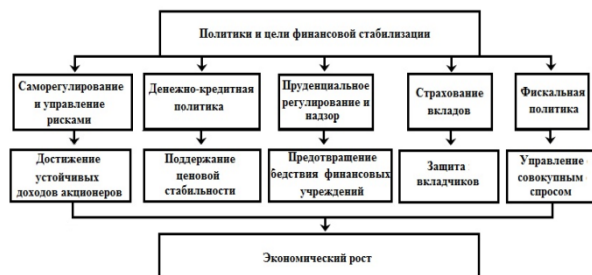 Политики и цели финансовой стабилизации
Саморегулирование
и управление
рисками
Денежно-кредитная
политика
Пруденциальное
регулирование и
надзор
Страхование
вкладов
Фискальная
политика
Достижение
устойчивых
доходов акционеров
Поддержание
ценовой
стабильности
Предотвращение
бедствия финансовых
учреждений
Защита
вкладчиков
Управление
совокупным
спросом
Экономический рост